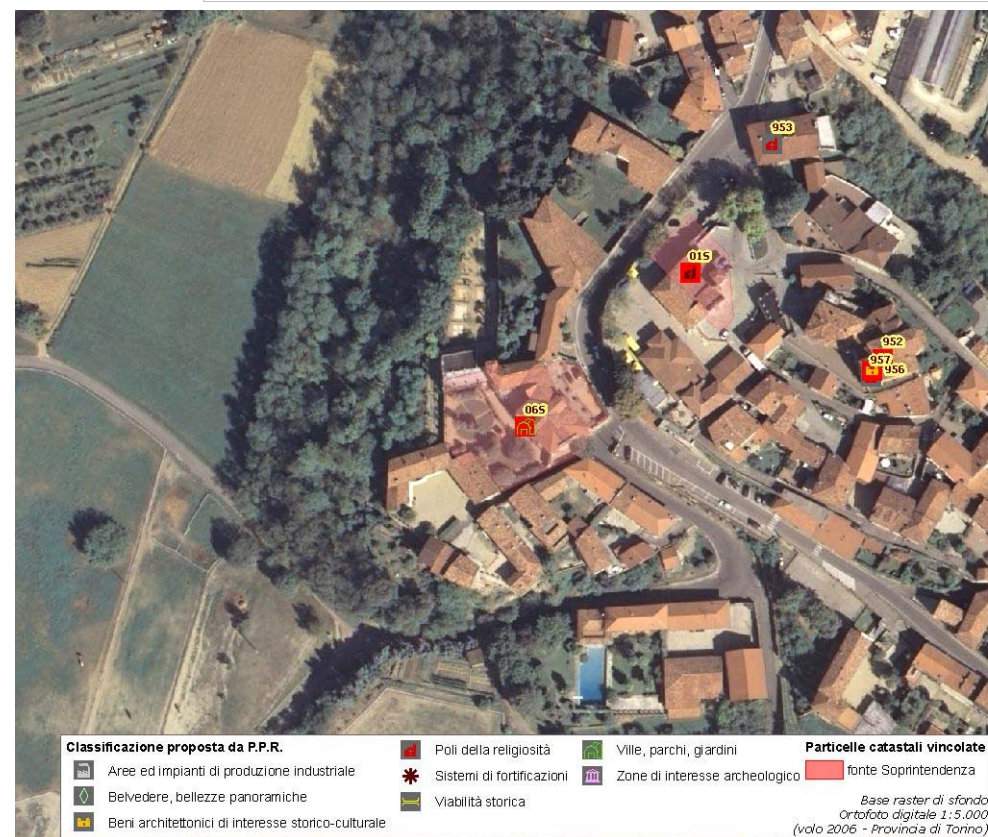 953
01S
952
957
956
06S
Classificazione proposta da P.P.R.
Aree ed impianti di produzione industriale
Belvedere, bellezze panoramiche
Beni architettonici di interesse storico-culturale
Poli della religiosità
Sistemi di fortificazioni
Viabilità storica
Ville, parchi, giardini
Zone di interesse archeologico
Particelle catastali vincolate
fonte Soprintendenza
Base raster di sfondo
Ortofoto digitale 1:5.000
(volo 2006 - Provincia di Torino)